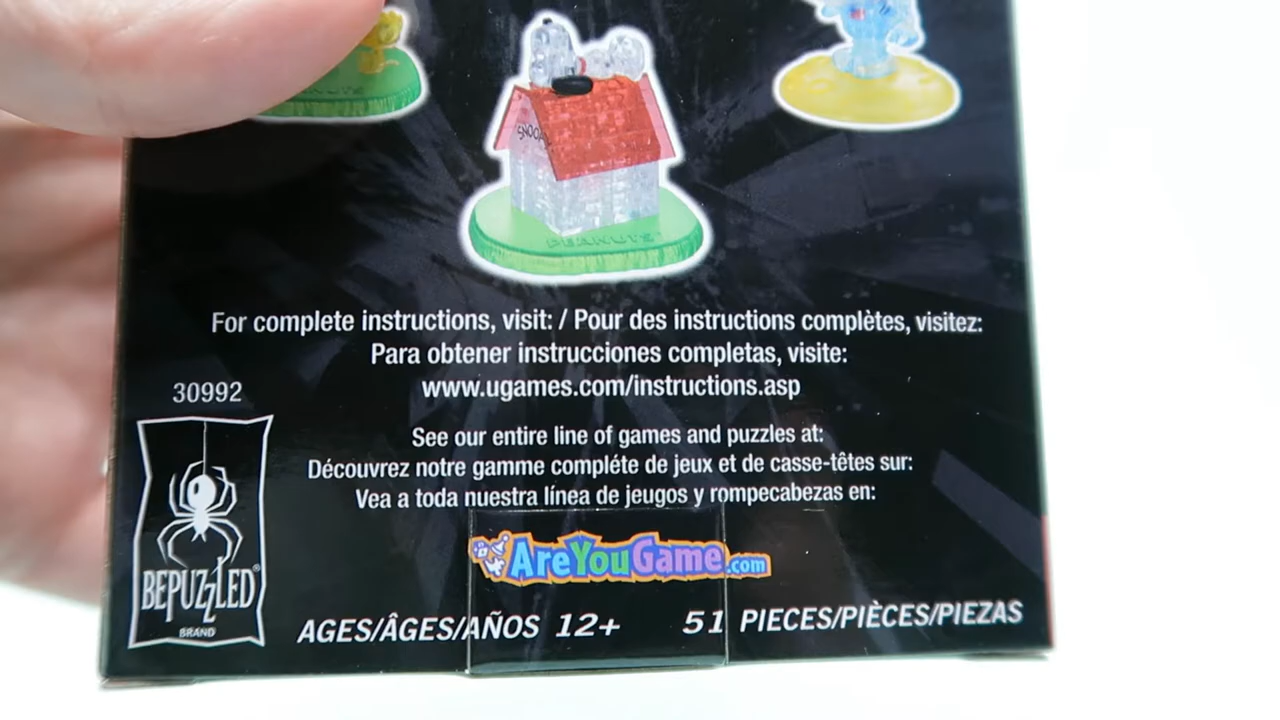 SNOOPY
PEANUTS
For complete instructions, visit: / Pour des instructions complètes, visitez:
Para obtener instrucciones completas, visite:
www.ugames.com/instructions.asp
30992
See our entire line of games and puzzles at:
Découvrez notre gamme compléte de jeux et de casse-têtes sur:
Vea a toda nuestra línea de jeugos y rompecabezas en:
AreYouGame.com
BEPUZZLED®
BRAND
AGES/ÂGES/AÑOS 12+ 51 PIECES/PIÈCES/PIEZAS